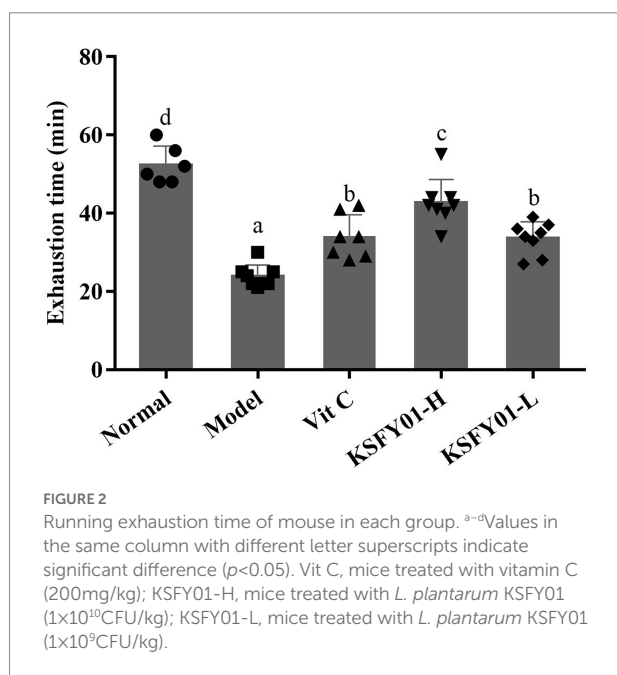 80
60
40
20
0
Exhaustion time (min)
d
a
b
c
b
Normal
Model
Vit C
KSFY01-H
KSFY01-L
FIGURE 2
Running exhaustion time of mouse in each group. ᵃ⁻ᵈValues in
the same column with different letter superscripts indicate
significant difference (p<0.05). Vit C, mice treated with vitamin C
(200mg/kg); KSFY01-H, mice treated with L. plantarum KSFY01
(1×10¹⁰CFU/kg); KSFY01-L, mice treated with L. plantarum KSFY01
(1×10⁹CFU/kg).